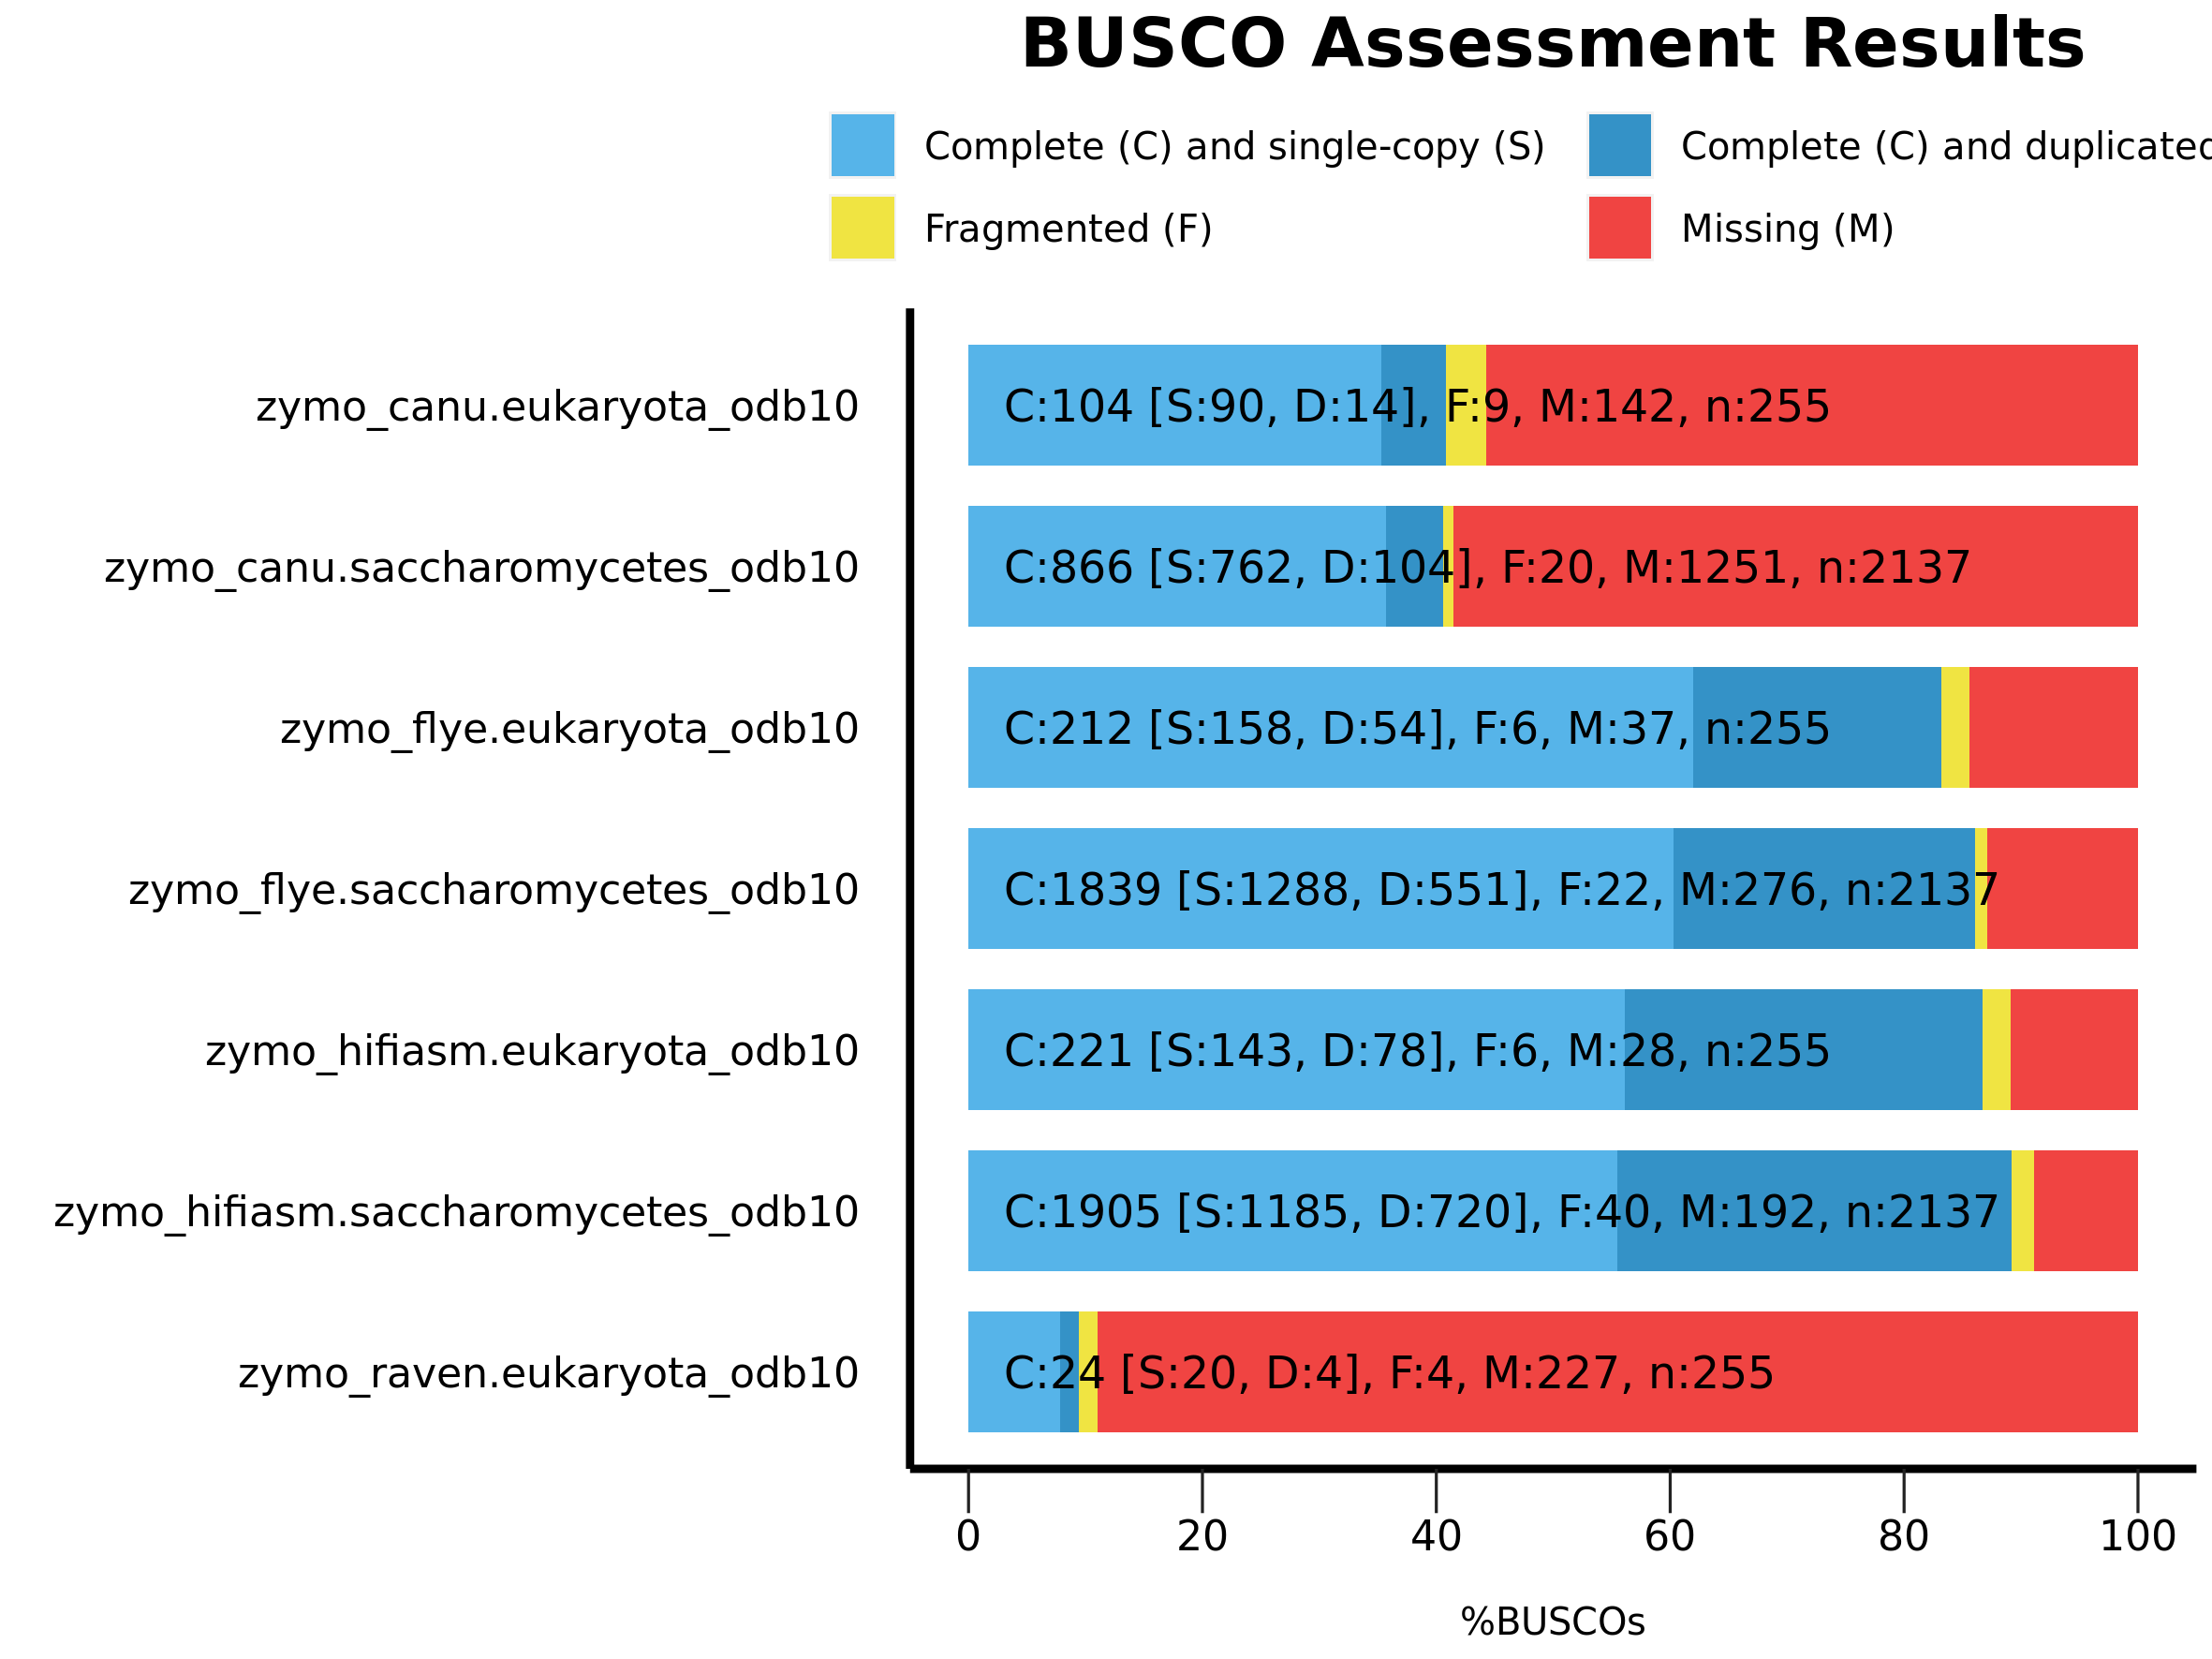 BUSCO Assessment Results
Complete (C) and single-copy (S)
Complete (C) and duplicated
Fragmented (F)
Missing (M)
zymo_canu.eukaryota_odb10
C:104 [S:90, D:14], F:9, M:142, n:255
zymo_canu.saccharomycetes_odb10
C:866 [S:762, D:104], F:20, M:1251, n:2137
zymo_flye.eukaryota_odb10
C:212 [S:158, D:54], F:6, M:37, n:255
zymo_flye.saccharomycetes_odb10
C:1839 [S:1288, D:551], F:22, M:276, n:2137
zymo_hifiasm.eukaryota_odb10
C:221 [S:143, D:78], F:6, M:28, n:255
zymo_hifiasm.saccharomycetes_odb10
C:1905 [S:1185, D:720], F:40, M:192, n:2137
zymo_raven.eukaryota_odb10
C:24 [S:20, D:4], F:4, M:227, n:255
0 20 40 60 80 100
%BUSCOs